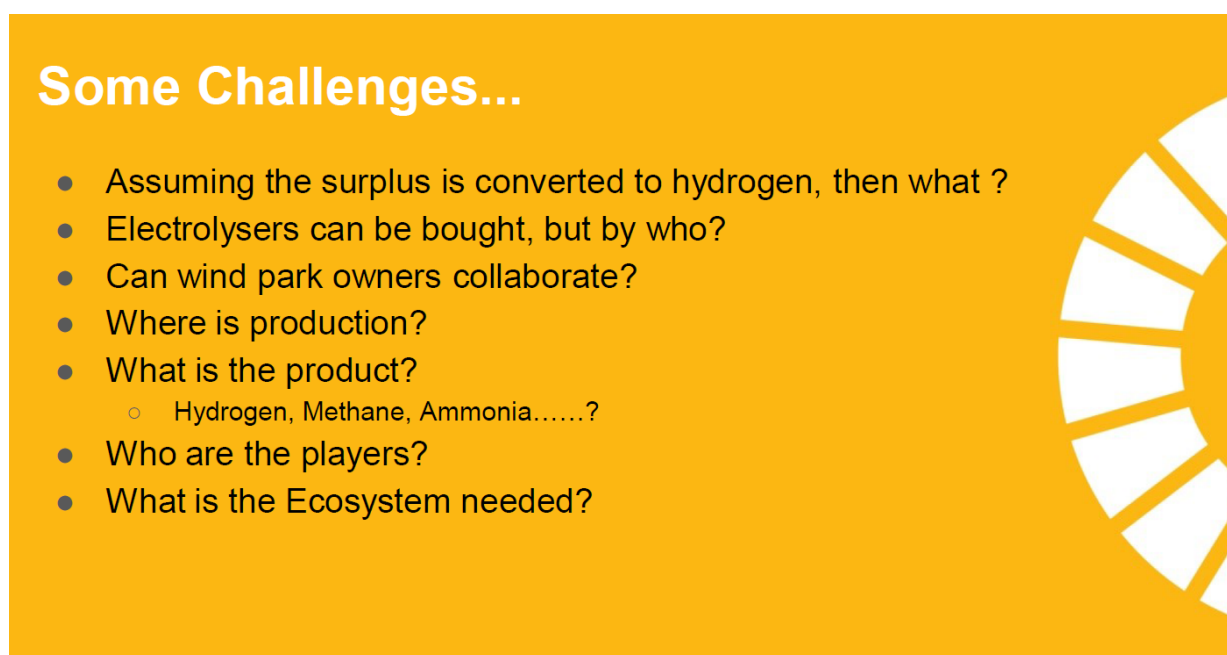 Some Challenges...
● Assuming the surplus is converted to hydrogen, then what ?
● Electrolysers can be bought, but by who?
● Can wind park owners collaborate?
● Where is production?
● What is the product?
○ Hydrogen, Methane, Ammonia……?
● Who are the players?
● What is the Ecosystem needed?